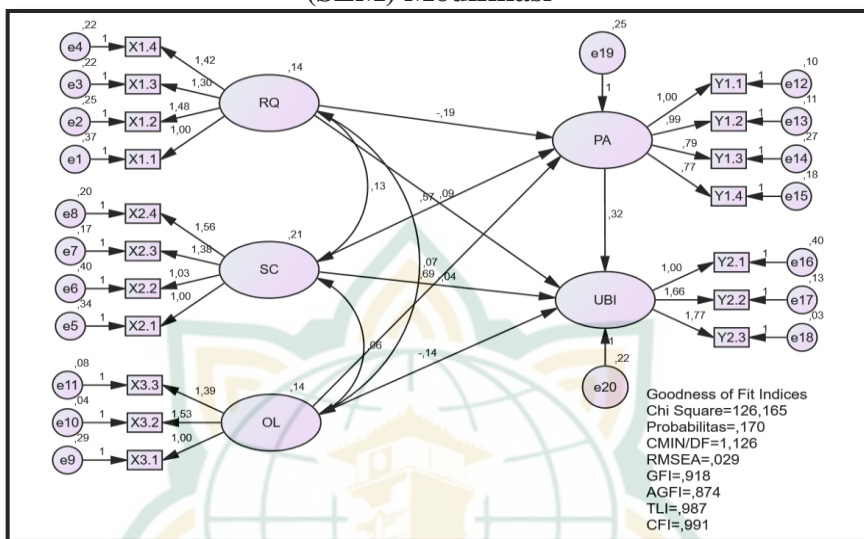 (SEM) Modifikasi
,22
e4 1 X1.4
,22
e3 1 X1.3
,25
e2 1 X1.2
,37
e1 1 X1.1
1,42
1,30
1,48
1,00
,14
RQ
,20
e8 1 X2.4
,17
e7 1 X2.3
,40
e6 1 X2.2
,34
e5 1 X2.1
1,56
1,38
1,03
1,00
,21
SC
,08
e11 1 X3.3
,04
e10 1 X3.2
,29
e9 1 X3.1
1,39
1,53
1,00
,14
OL
-,19
,13
,57 ,09
,07
,69 -,04
,06
-,14
,32
,25
e19
1
PA
1,00
,99
,79
,77
,10
Y1.1 1 e12
,11
Y1.2 1 e13
,27
Y1.3 1 e14
,18
Y1.4 1 e15
UBI
1,00
1,66
1,77
,40
Y2.1 1 e16
,13
Y2.2 1 e17
,03
Y2.3 1 e18
1
,22
e20
Goodness of Fit Indices
Chi Square=126,165
Probabilitas=,170
CMIN/DF=1,126
RMSEA=,029
GFI=,918
AGFI=,874
TLI=,987
CFI=,991